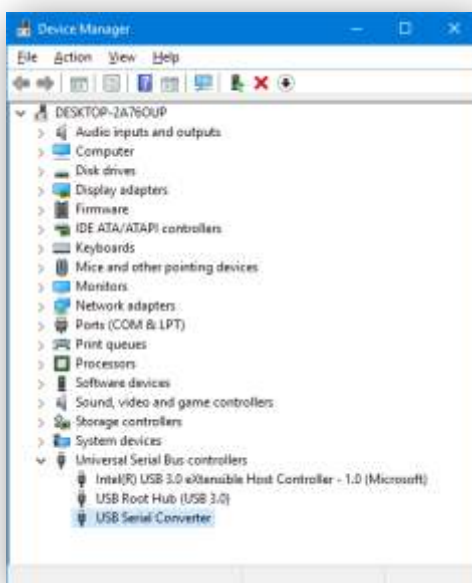 Device Manager
File Action View Help
DESKTOP-2A76OUP
Audio inputs and outputs
Computer
Disk drives
Display adapters
Firmware
IDE ATA/ATAPI controllers
Keyboards
Mice and other pointing devices
Monitors
Network adapters
Ports (COM & LPT)
Print queues
Processors
Software devices
Sound, video and game controllers
Storage controllers
System devices
Universal Serial Bus controllers
Intel(R) USB 3.0 eXtensible Host Controller - 1.0 (Microsoft)
USB Root Hub (USB 3.0)
USB Serial Converter